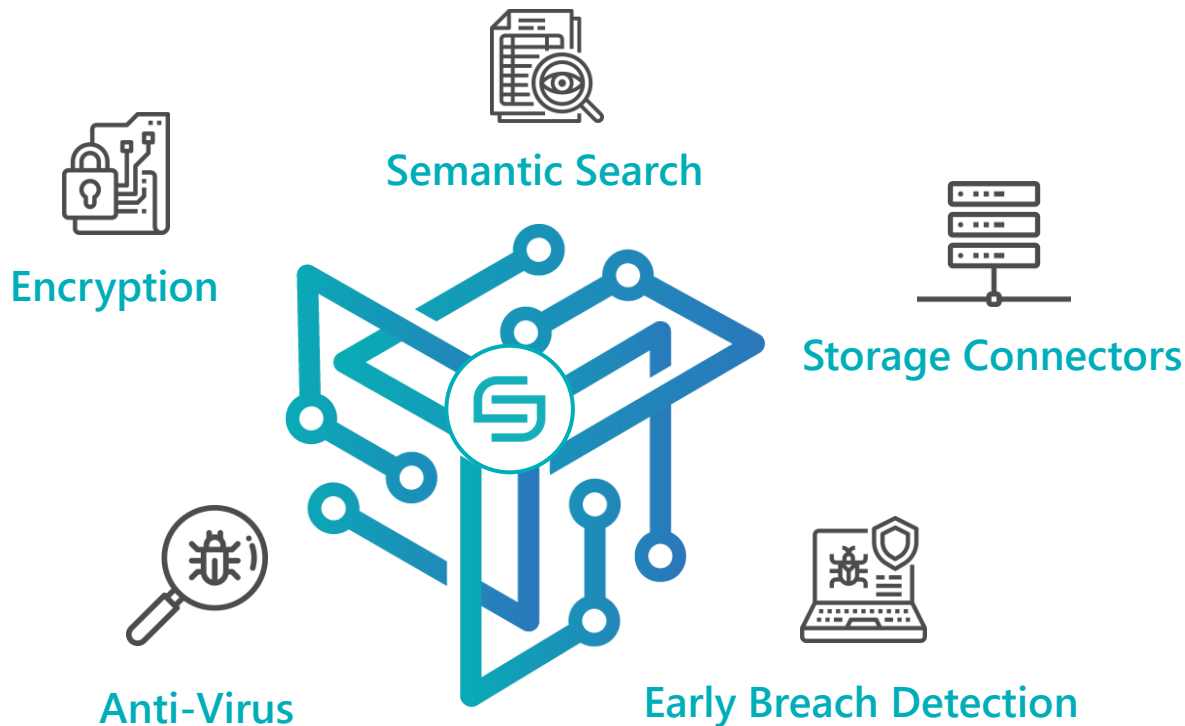 Semantic Search
Encryption
Storage Connectors
Anti-Virus
Early Breach Detection